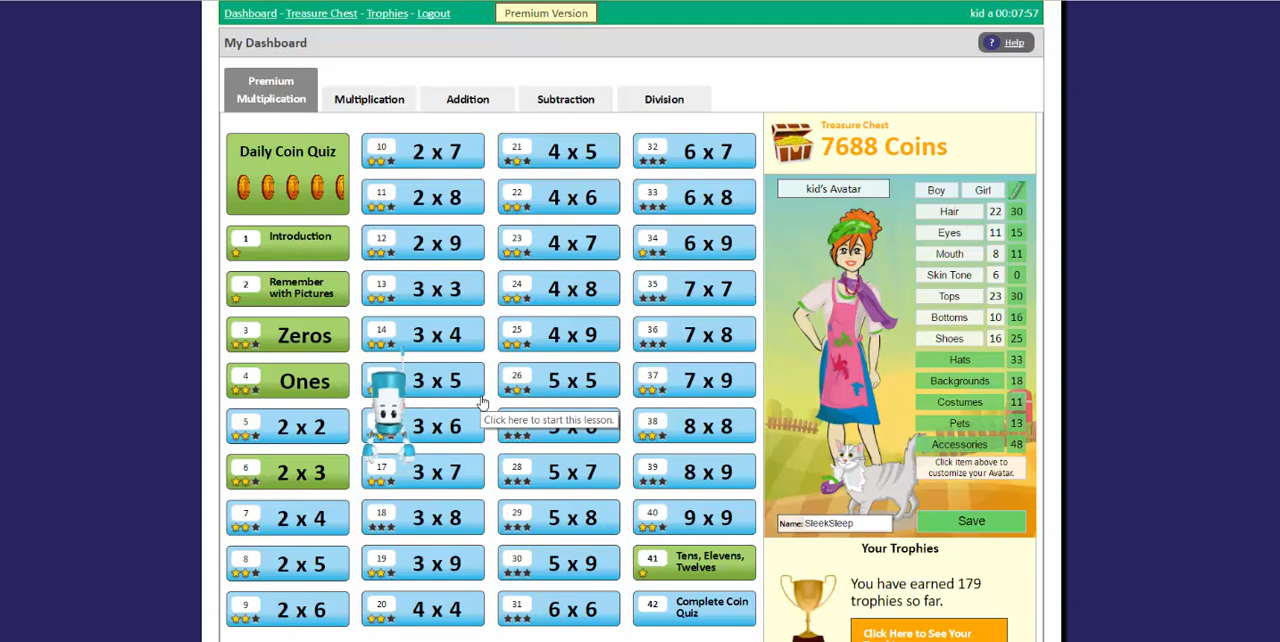 Dashboard - Treasure Chest - Trophies - Logout
Premium Version
kid a 00:07:57
My Dashboard
? Help
Premium
Multiplication
Multiplication
Addition
Subtraction
Division
Daily Coin Quiz
1 Introduction
2 Remember
with Pictures
3 Zeros
4 Ones
5 2 x 2
6 2 x 3
7 2 x 4
8 2 x 5
9 2 x 6
10 2 x 7
11 2 x 8
12 2 x 9
13 3 x 3
14 3 x 4
3 x 5
3 x 6
17 3 x 7
18 3 x 8
19 3 x 9
20 4 x 4
21 4 x 5
22 4 x 6
23 4 x 7
24 4 x 8
25 4 x 9
26 5 x 5
Click here to start this lesson.
28 5 x 7
29 5 x 8
30 5 x 9
31 6 x 6
32 6 x 7
33 6 x 8
34 6 x 9
35 7 x 7
36 7 x 8
37 7 x 9
38 8 x 8
39 8 x 9
40 9 x 9
41 Tens, Elevens,
Twelves
42 Complete Coin
Quiz
Treasure Chest
7688 Coins
kid's Avatar
Boy Girl
Hair 22 30
Eyes 11 15
Mouth 8 11
Skin Tone 6 0
Tops 23 30
Bottoms 10 16
Shoes 16 25
Hats 33
Backgrounds 18
Costumes 11
Pets 13
Accessories 48
Click item above to
customize your Avatar.
Name: SleekSleep
Save
Your Trophies
You have earned 179
trophies so far.
Click Here to See Your